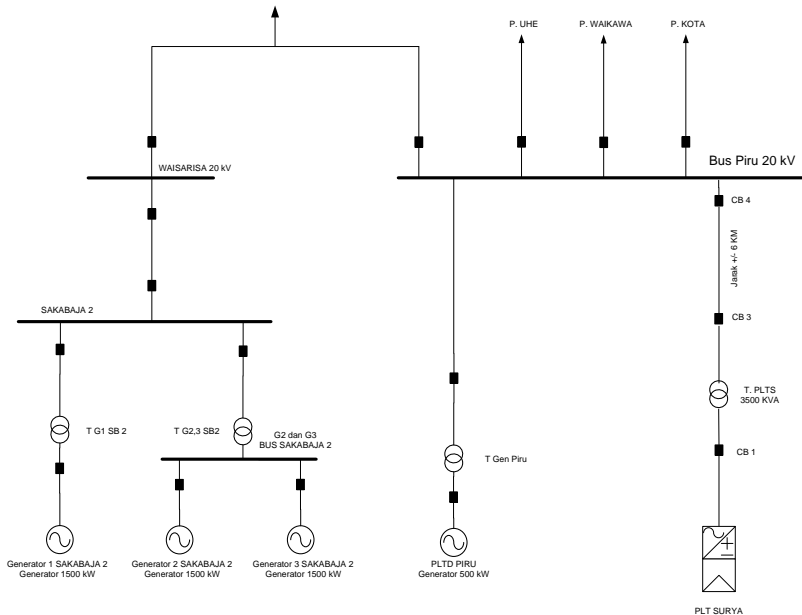 P. UHE
P. WAIKAWA
P. KOTA
Bus Piru 20 kV
WAISARISA 20 kV
CB 4
Jarak +/- 6 KM
SAKABAJA 2
CB 3
T. PLTS
3500 KVA
T G1 SB 2
T G2,3 SB2
G2 dan G3
BUS SAKABAJA 2
T Gen Piru
CB 1
Generator 1 SAKABAJA 2
Generator 1500 kW
Generator 2 SAKABAJA 2
Generator 1500 kW
Generator 3 SAKABAJA 2
Generator 1500 kW
PLTD PIRU
Generator 500 kW
PLT SURYA